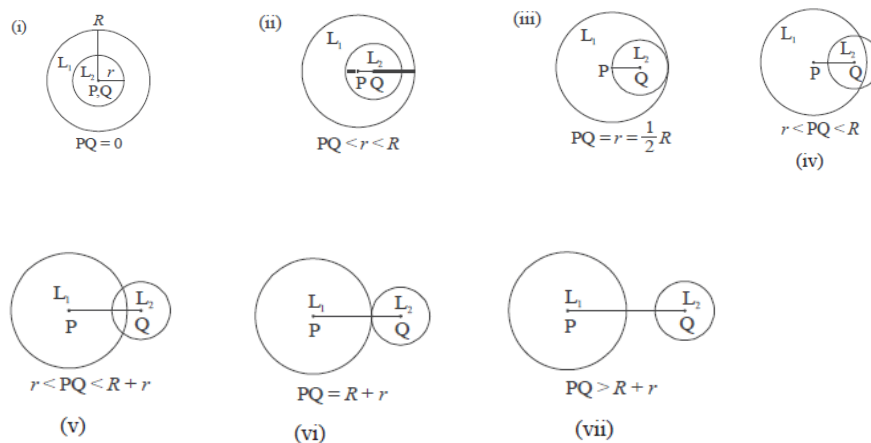 (i)
R
L₁
L₂
r
P,Q
PQ = 0
(ii)
L₁
L₂
P Q
PQ < r < R
(iii)
L₁
L₂
P
Q
PQ = r = 1/2 R
L₁
L₂
P
Q
r < PQ < R
(iv)
L₁
L₂
P
Q
r < PQ < R + r
(v)
L₁
L₂
P
Q
PQ = R + r
(vi)
L₁
L₂
P
Q
PQ > R + r
(vii)